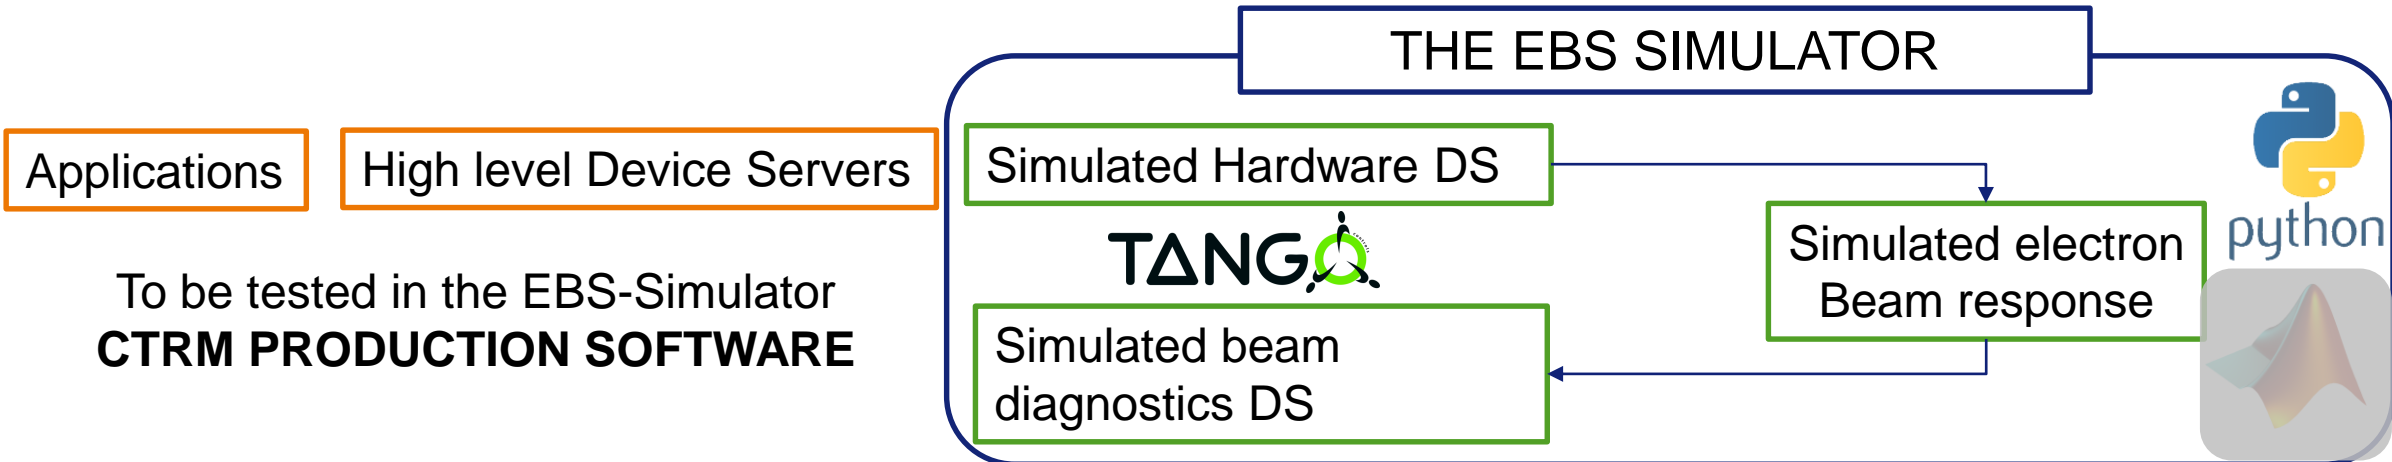 THE EBS SIMULATOR
Applications
High level Device Servers
Simulated Hardware DS
python
TANGO
Simulated electron
Beam response
To be tested in the EBS-Simulator
CTRM PRODUCTION SOFTWARE
Simulated beam
diagnostics DS